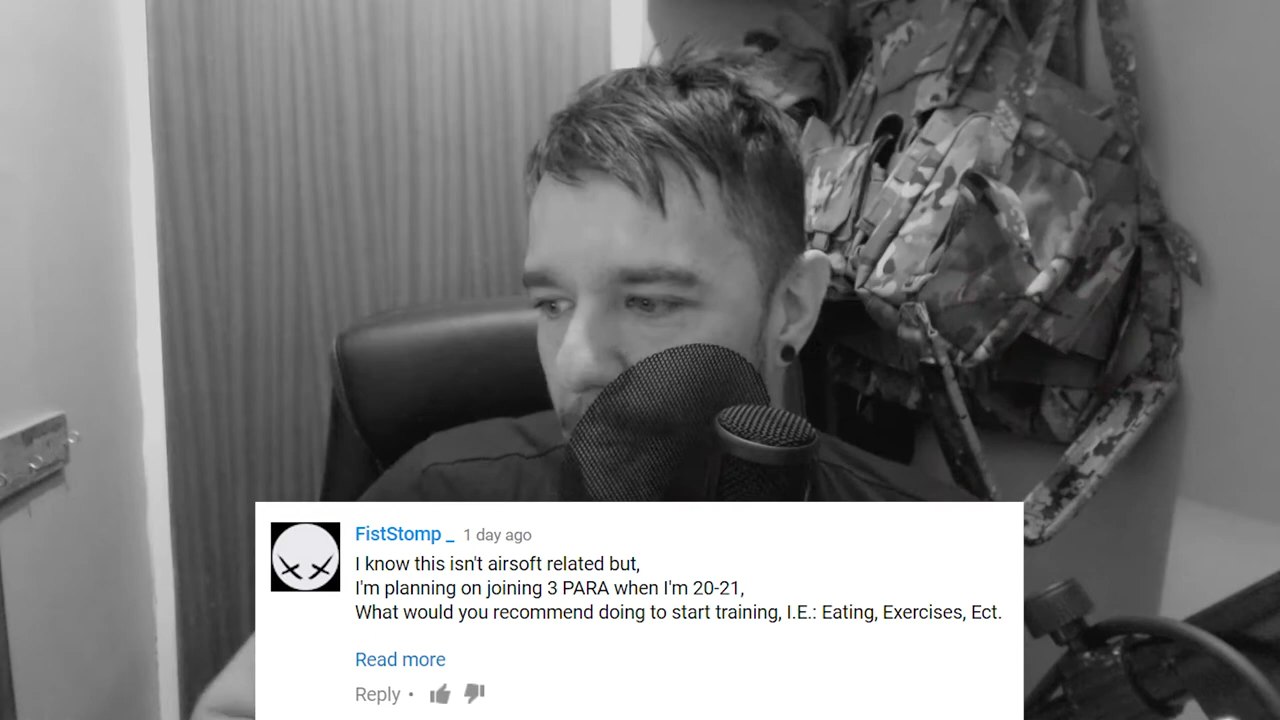 FistStomp _ 1 day ago
I know this isn't airsoft related but,
I'm planning on joining 3 PARA when I'm 20-21,
What would you recommend doing to start training, I.E.: Eating, Exercises, Ect.
Read more
Reply •